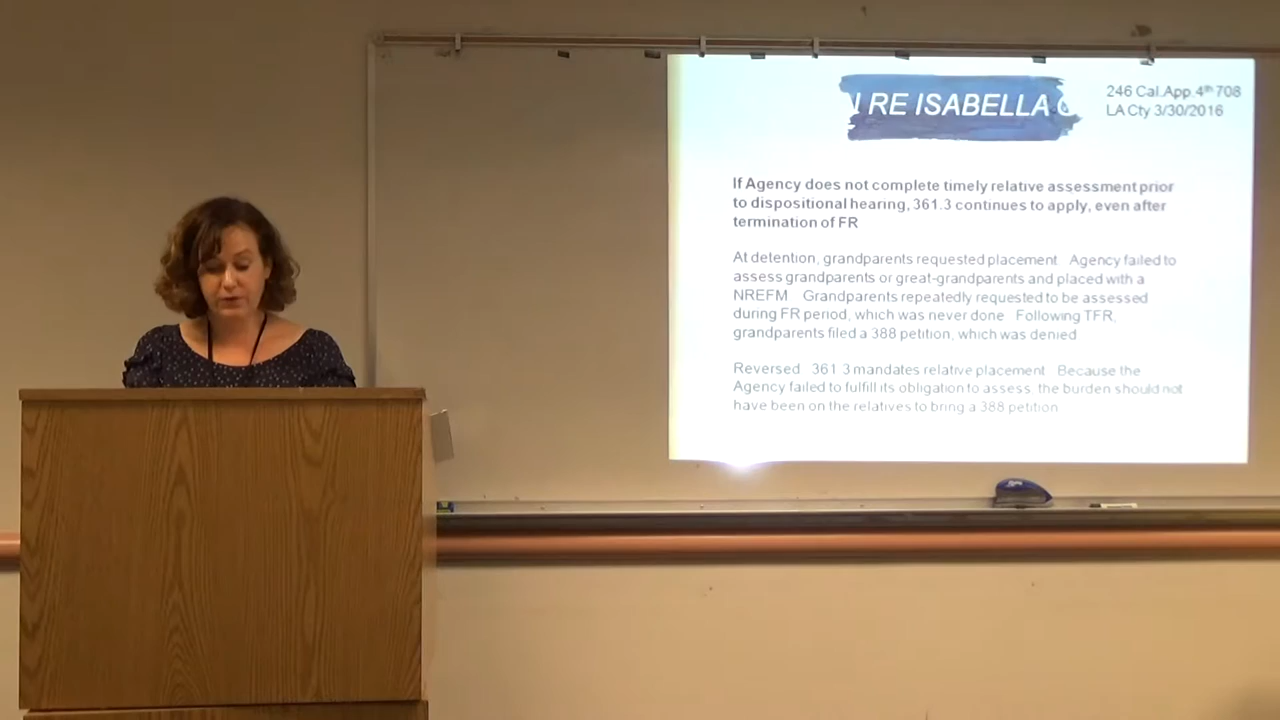 RE ISABELLA
246 Cal.App.4th 708
LA Cty 3/30/2016
If Agency does not complete timely relative assessment prior
to dispositional hearing, 361.3 continues to apply, even after
termination of FR
At detention, grandparents requested placement. Agency failed to
assess grandparents or great-grandparents and placed with a
NREFM. Grandparents repeatedly requested to be assessed
during FR period, which was never done. Following TFR,
grandparents filed a 388 petition, which was denied.
Reversed. 361.3 mandates relative placement. Because the
Agency failed to fulfill its obligation to assess, the burden should not
have been on the relatives to bring a 388 petition.